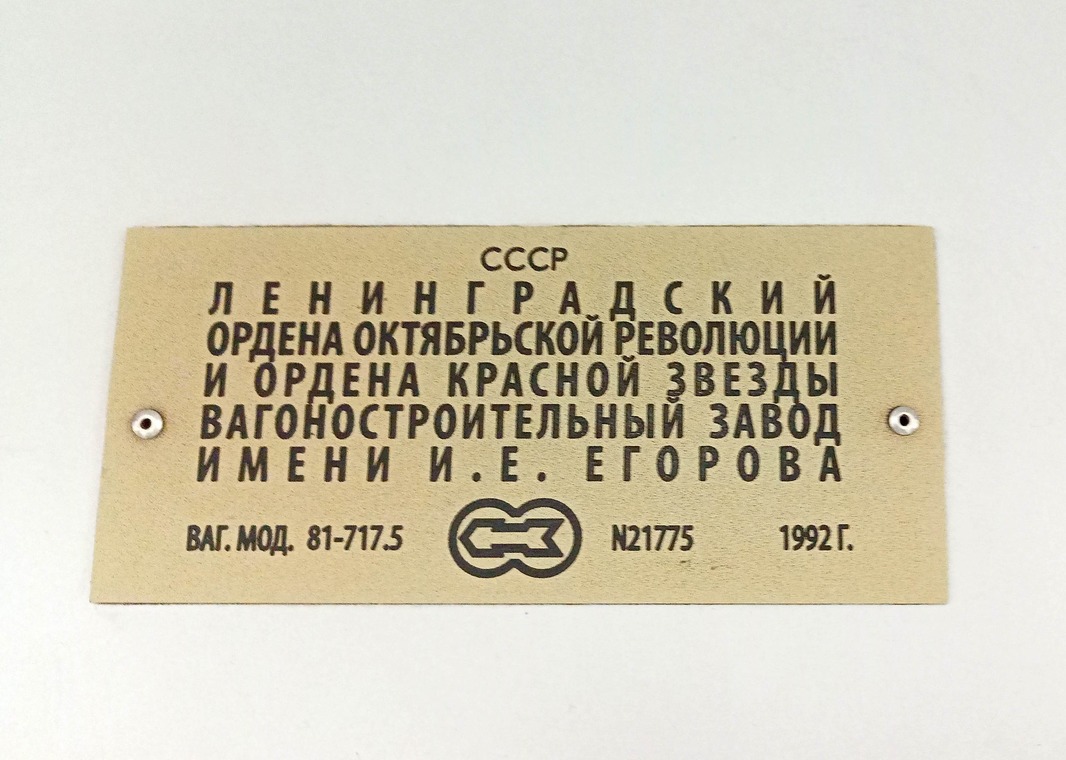 СССР
ЛЕНИНГРАДСКИЙ
ОРДЕНА ОКТЯБРЬСКОЙ РЕВОЛЮЦИИ
И ОРДЕНА КРАСНОЙ ЗВЕЗДЫ
ВАГОНОСТРОИТЕЛЬНЫЙ ЗАВОД
ИМЕНИ И.Е. ЕГОРОВА
ВАГ. МОД. 81-717.5 N21775 1992 Г.